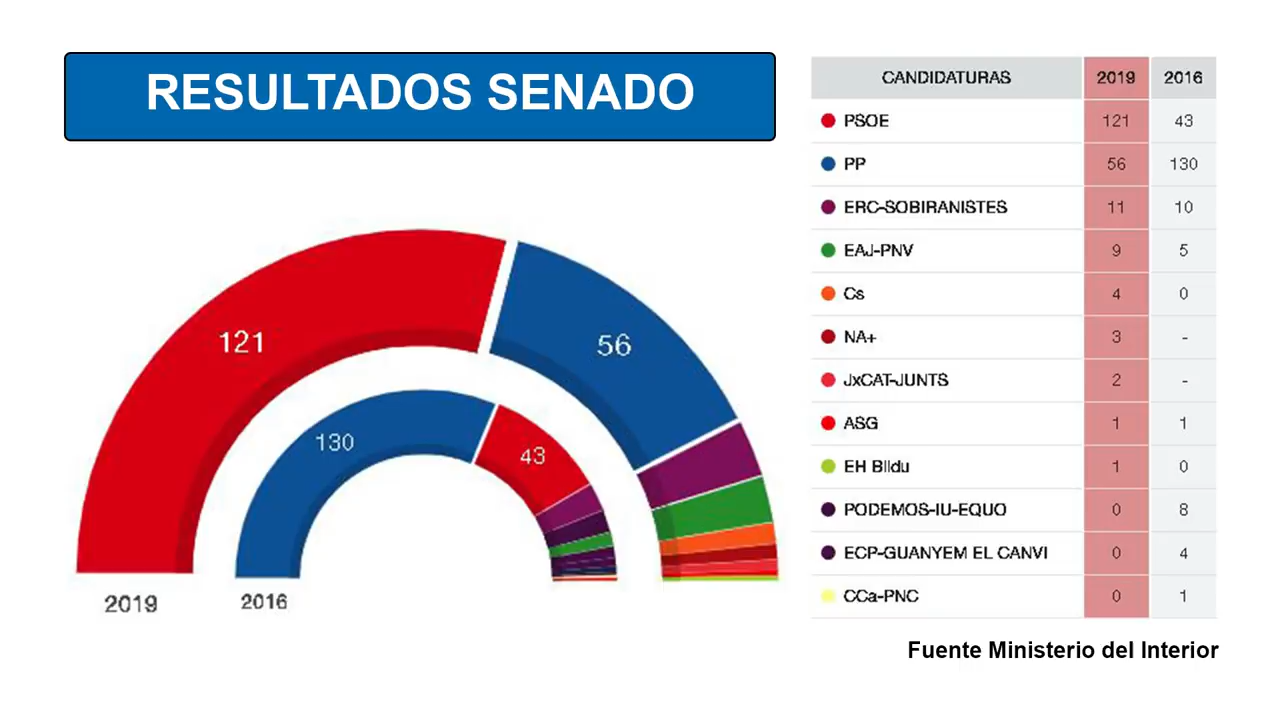 RESULTADOS SENADO
121
56
130
43
2019
2016
CANDIDATURAS 2019 2016
PSOE 121 43
PP 56 130
ERC-SOBIRANISTES 11 10
EAJ-PNV 9 5
Cs 4 0
NA+ 3 -
JxCAT-JUNTS 2 -
ASG 1 1
EH Bildu 1 0
PODEMOS-IU-EQUO 0 8
ECP-GUANYEM EL CANVI 0 4
CCa-PNC 0 1
Fuente Ministerio del Interior